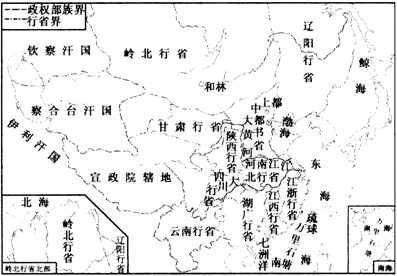 政权部族界
行省界
钦察汗国
岭北行省
辽阳行省
鲸海
和林
上都
中书省
大都
渤海
察合台汗国
甘肃行省
陕西行省
黄河
河南江北行省
伊利汗国
宣政院辖地
四川行省
大江
江浙行省
东海
江西行省
湖广行省
云南行省
琉球
万里石塘
七洲洋
北海
岭北行省
辽阳行省
岭北行省北部
南海
万里石塘
南海